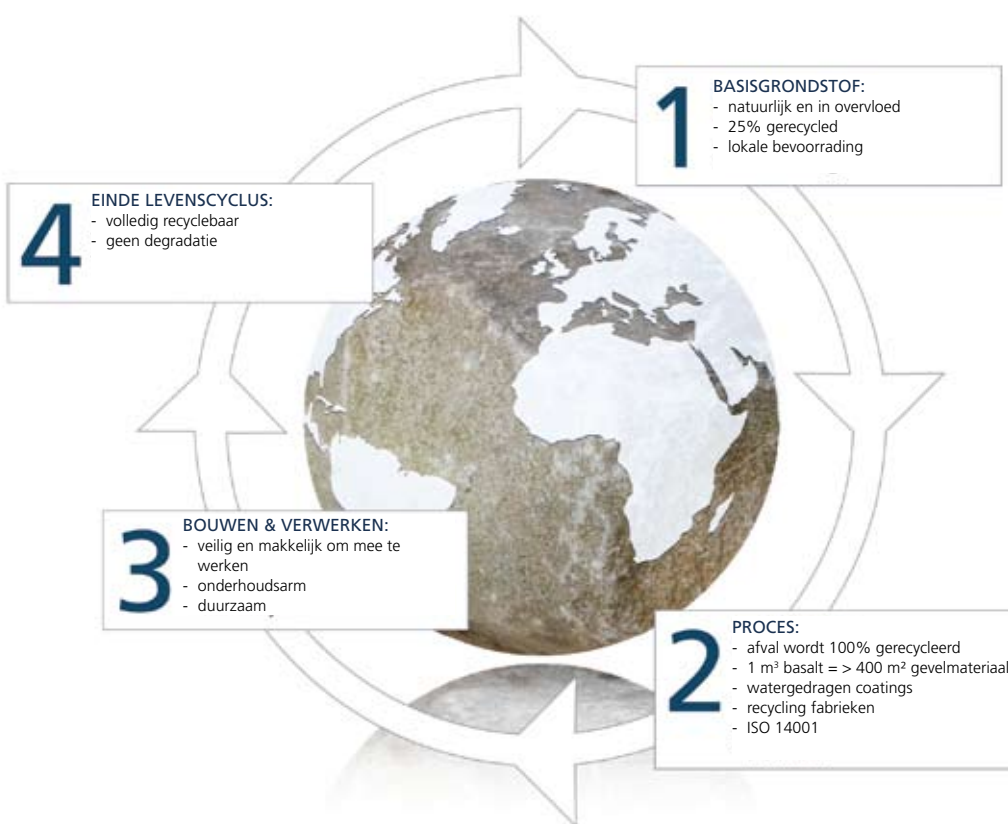 1
BASISGRONDSTOF:
- natuurlijk en in overvloed
- 25% gerecycled
- lokale bevoorrading
2
PROCES:
- afval wordt 100% gerecycleerd
- 1 m³ basalt = > 400 m² gevelmateriaal
- watergedragen coatings
- recycling fabrieken
- ISO 14001
3
BOUWEN & VERWERKEN:
- veilig en makkelijk om mee te
werken
- onderhoudsarm
- duurzaam
4
EINDE LEVENSCYCLUS:
- volledig recyclebaar
- geen degradatie